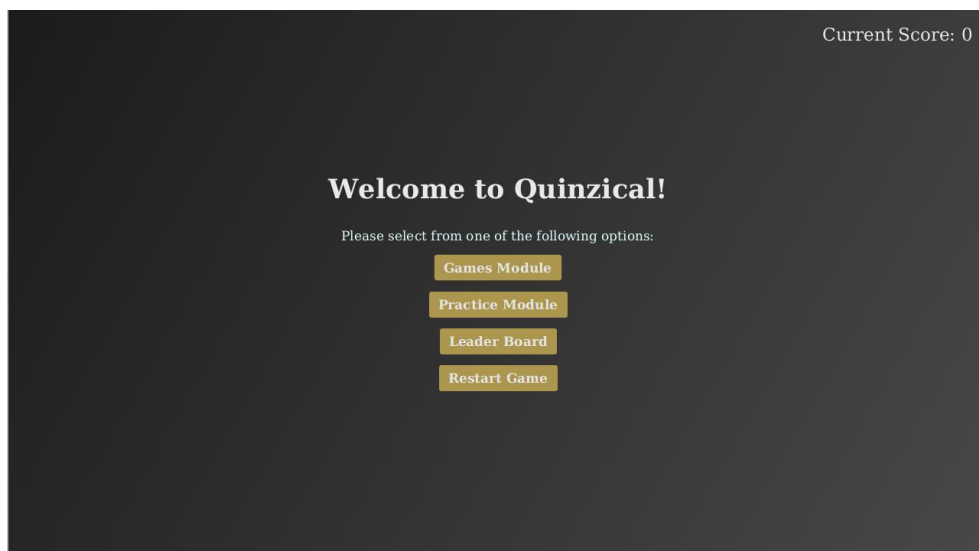 Current Score: 0
Welcome to Quinzical!
Please select from one of the following options:
Games Module
Practice Module
Leader Board
Restart Game